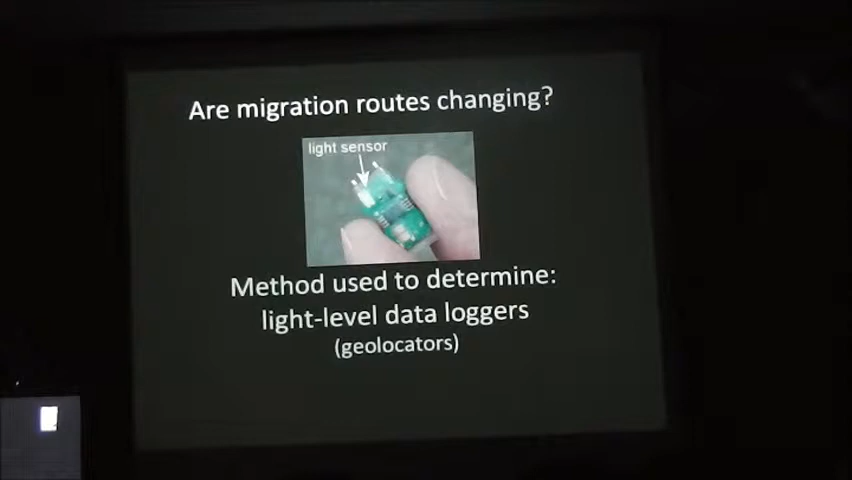 Are migration routes changing?
light sensor
Method used to determine:
light-level data loggers
(geolocators)